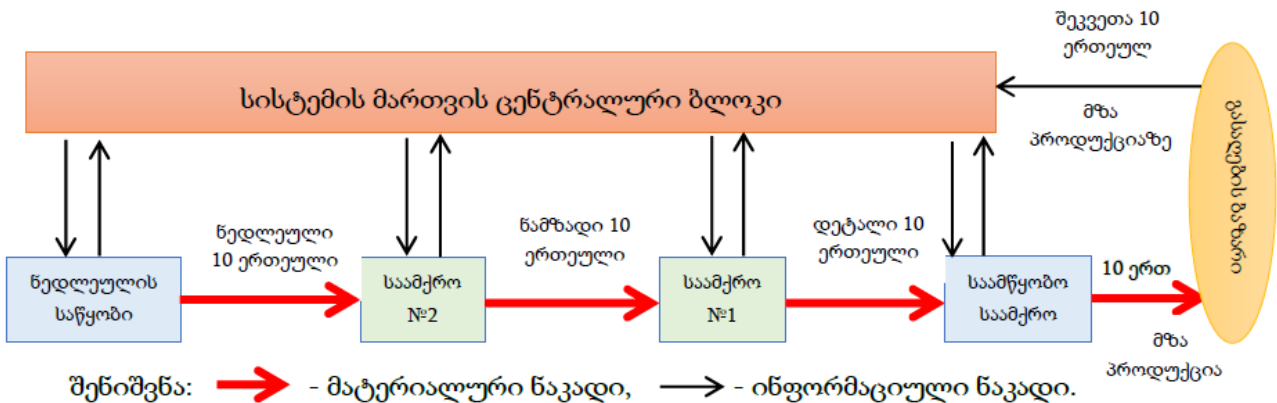 შეკვეთა 10
ერთეულ
სისტემის მართვის ცენტრალური ბლოკი
მზა
პროდუქციაზე
გასაღების ბაზარი
ნედლეული
10 ერთეული
ნამზადი 10
ერთეული
დეტალი 10
ერთეული
ნედლეულის
საწყობი
საამქრო
№2
საამქრო
№1
საამწყობო
საამქრო
10 ერთ
მზა
პროდუქცია
შენიშვნა: - მატერიალური ნაკადი, - ინფორმაციული ნაკადი.